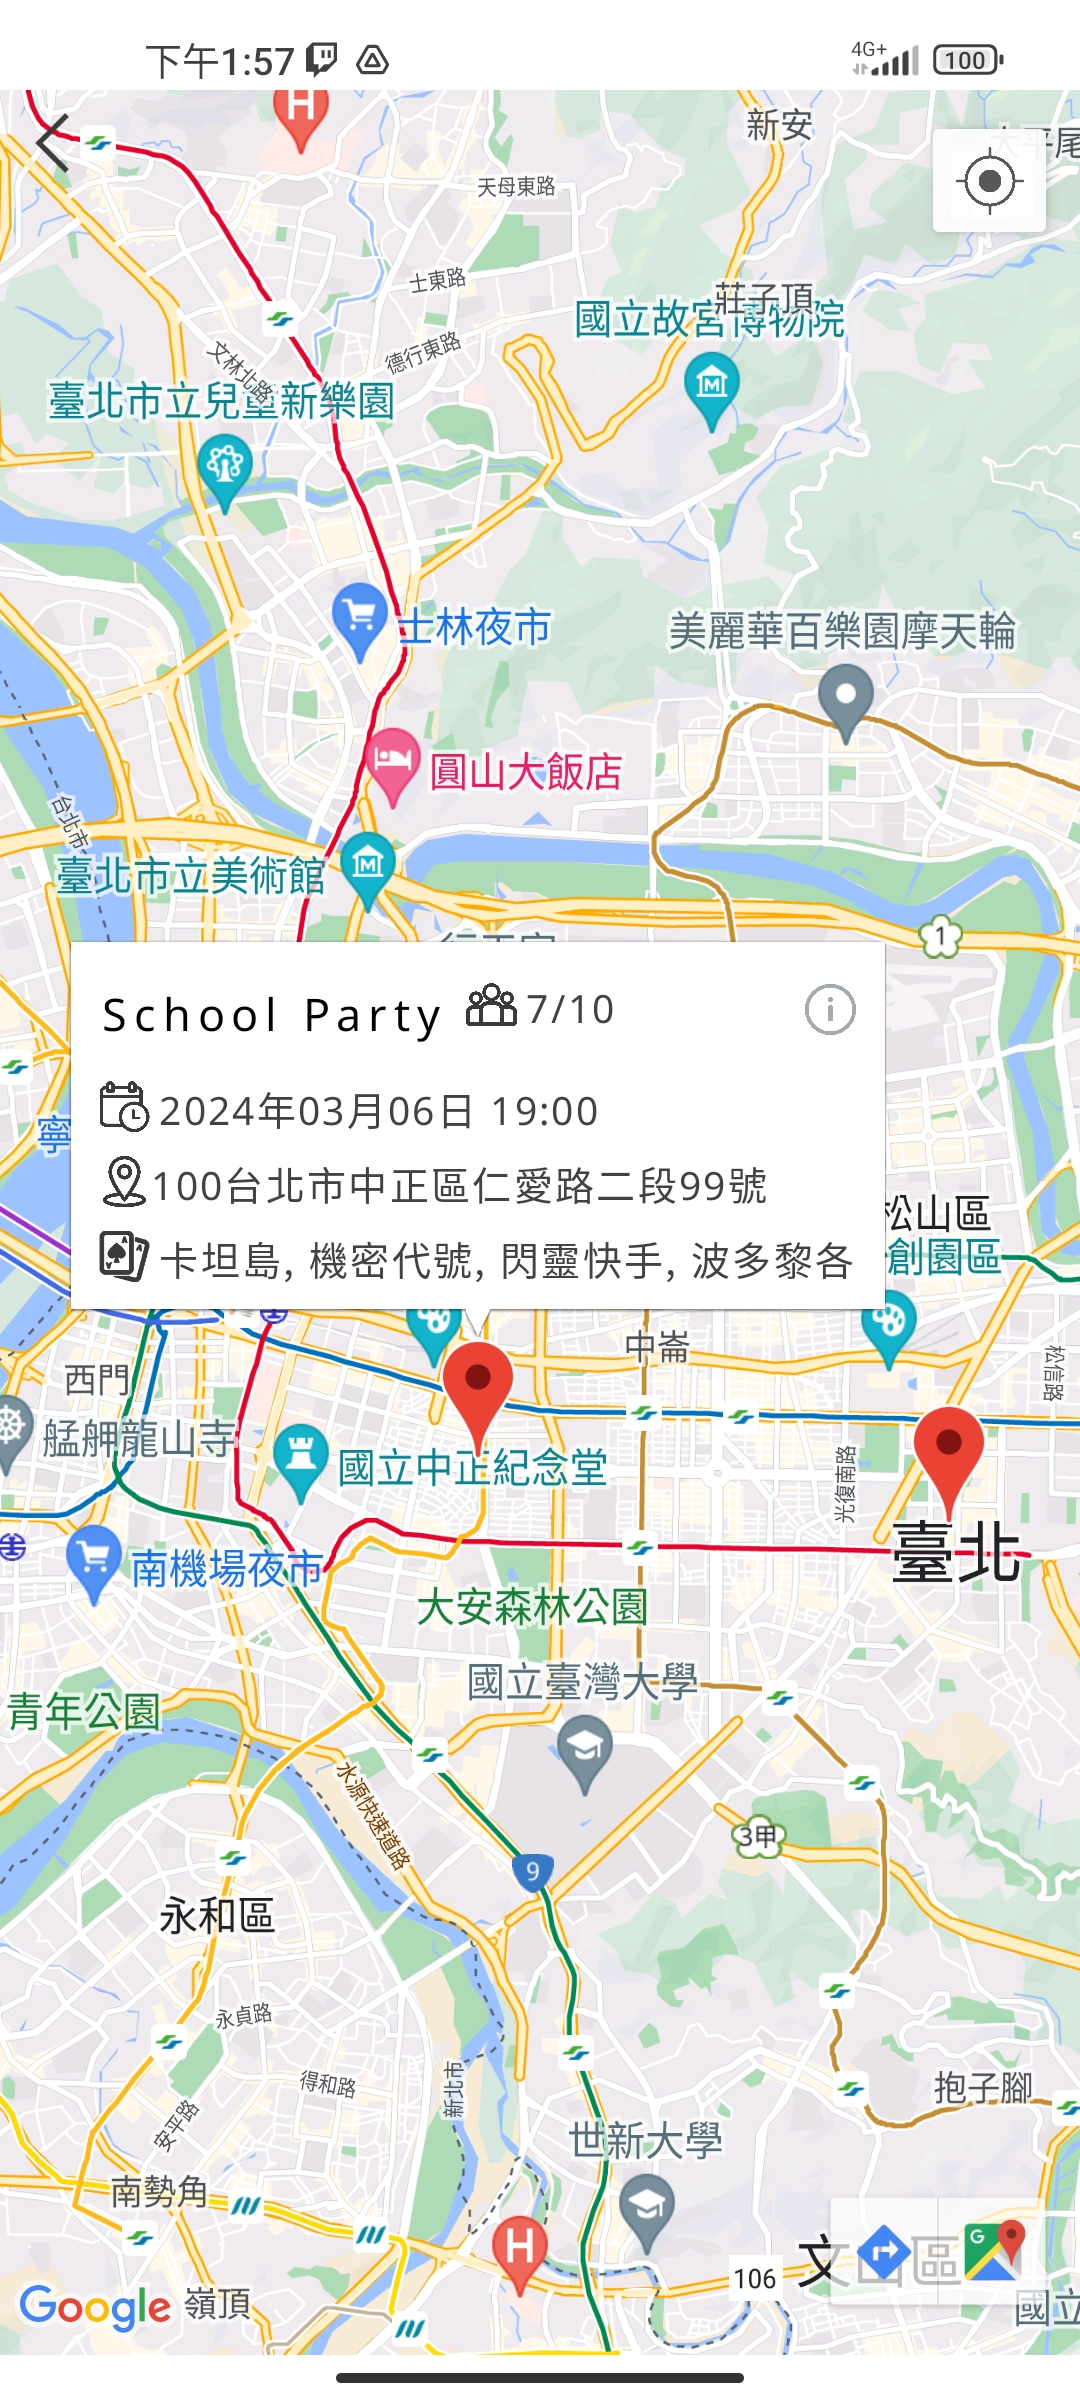 下午1:57
4G+
100
H
新安
天母東路
士東路
莊子頂
國立故宮博物院
德行東路
文林北路
臺北市立兒童新樂園
士林夜市
美麗華百樂園摩天輪
圓山大飯店
台北市
臺北市立美術館
1
School Party 7/10
2024年03月06日 19:00
100台北市中正區仁愛路二段99號
卡坦島, 機密代號, 閃靈快手, 波多黎各
寧
松山區
創園區
中崙
西門
松信路
艋舺龍山寺
國立中正紀念堂
光復南路
臺北
南機場夜市
大安森林公園
國立臺灣大學
青年公園
水源快速道路
3甲
9
永和區
永貞路
得和路
新北市
抱子腳
安平路
世新大學
南勢角
H
106
文山區
G
Google
嶺頂
國立